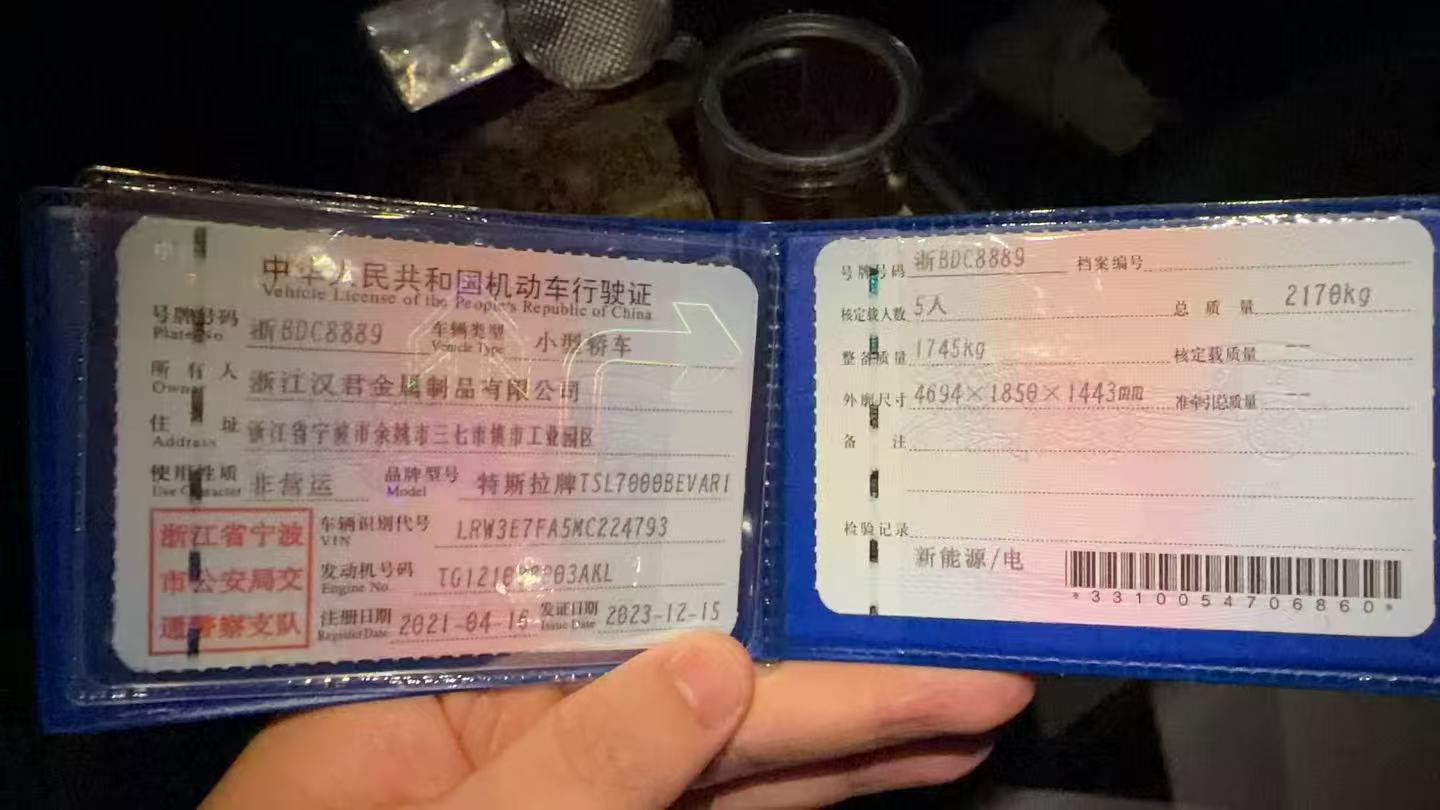 中华人民共和国机动车行驶证
Vehicle License of the People's Republic of China
号牌号码 浙BDC8889 车辆类型 小型轿车
Plate No Vehicle Type
所有人 浙江汉君金属制品有限公司
Owner
住址 浙江省宁波市余姚市三七市镇市工业园区
Address
使用性质 非营运 品牌型号 特斯拉牌TSL7000BEVAR1
Use Character Model
浙江省宁波
市公安局交
通警察支队
车辆识别代号 LRW3E7FA5MC224793
VIN
发动机号码
Engine No.
注册日期 2021-04-16 发证日期 2023-12-15
Register Date Issue Date
号牌号码 浙BDC8889 档案编号
核定载人数 5人 总质量 2170kg
整备质量 1745kg 核定载质量 --
外廓尺寸 4694×1850×1443mm 准牵引总质量 --
备注
检验记录
新能源/电
*3310054706860*